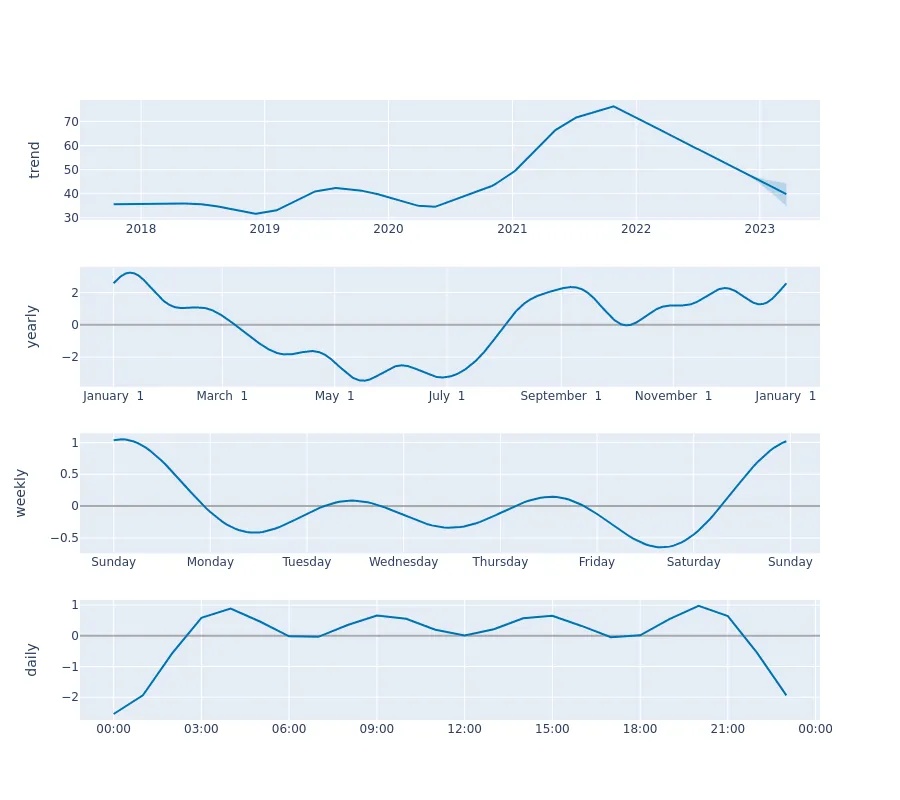 trend
70
60
50
40
30
2018 2019 2020 2021 2022 2023
yearly
2
0
−2
January 1 March 1 May 1 July 1 September 1 November 1 January 1
weekly
1
0.5
0
−0.5
Sunday Monday Tuesday Wednesday Thursday Friday Saturday Sunday
daily
1
0
−1
−2
00:00 03:00 06:00 09:00 12:00 15:00 18:00 21:00 00:00